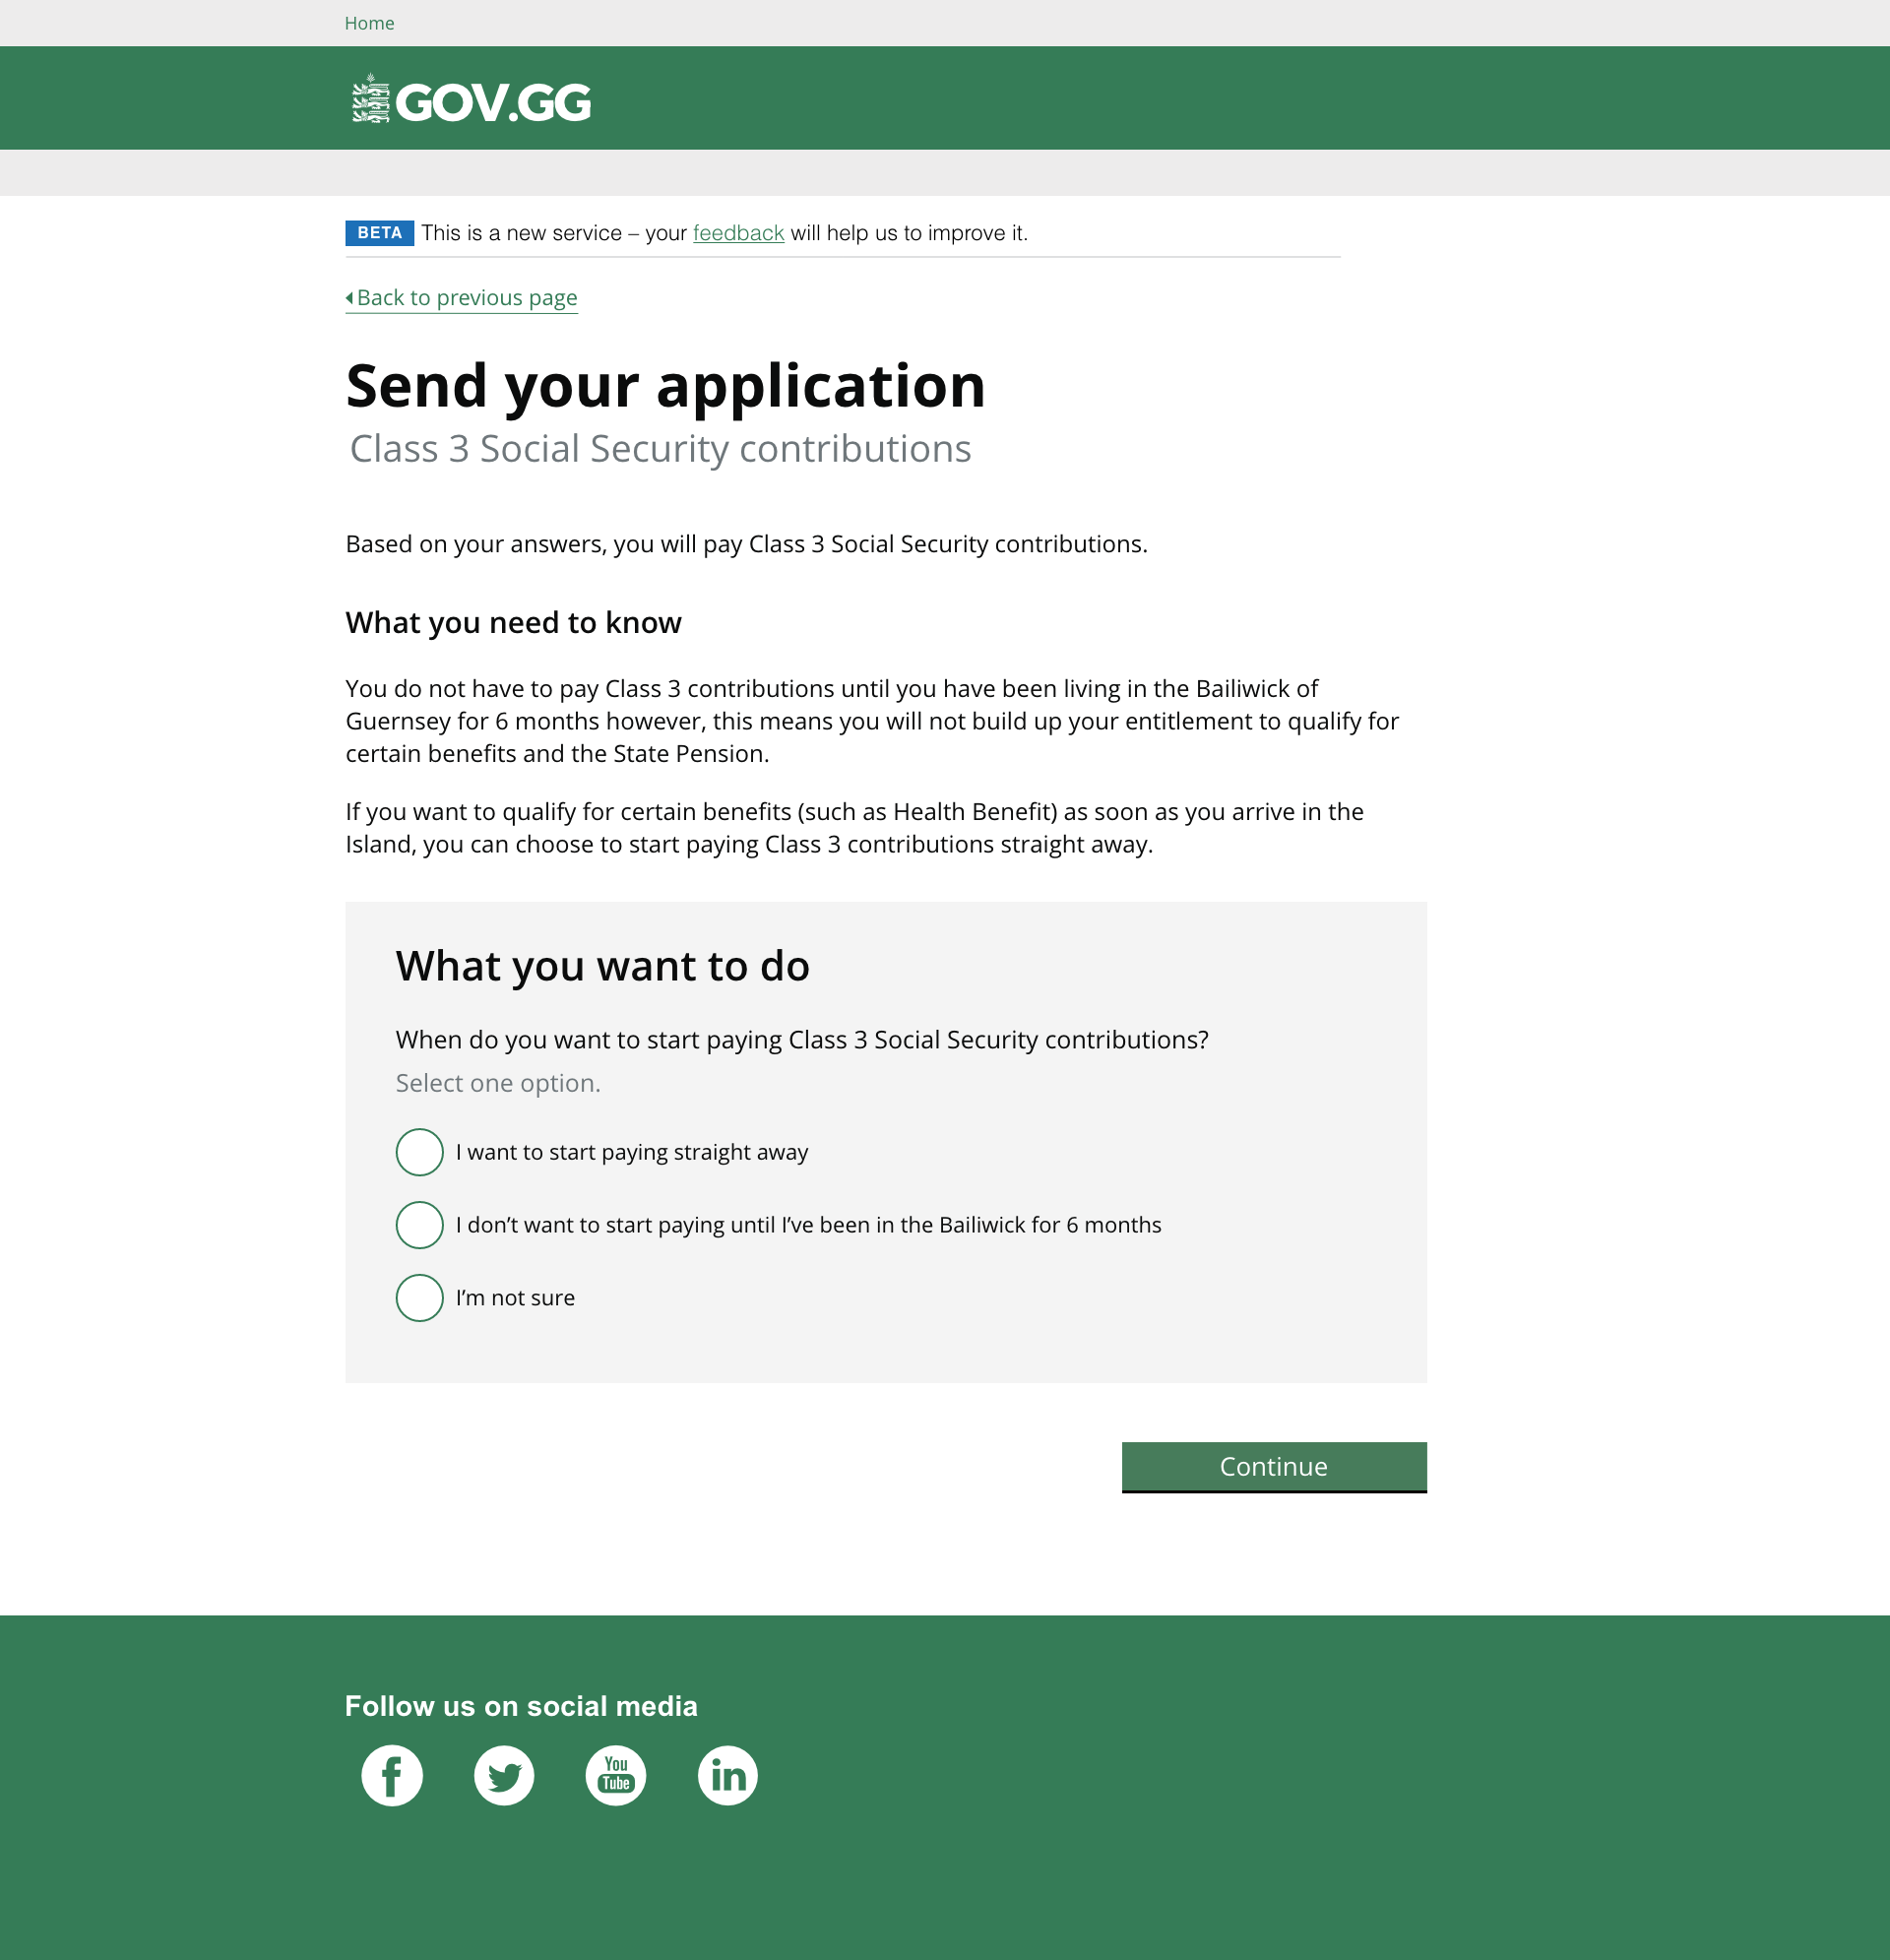 Home
GOV.GG
BETA This is a new service – your feedback will help us to improve it.
Back to previous page
Send your application
Class 3 Social Security contributions
Based on your answers, you will pay Class 3 Social Security contributions.
What you need to know
You do not have to pay Class 3 contributions until you have been living in the Bailiwick of
Guernsey for 6 months however, this means you will not build up your entitlement to qualify for
certain benefits and the State Pension.
If you want to qualify for certain benefits (such as Health Benefit) as soon as you arrive in the
Island, you can choose to start paying Class 3 contributions straight away.
What you want to do
When do you want to start paying Class 3 Social Security contributions?
Select one option.
I want to start paying straight away
I don’t want to start paying until I’ve been in the Bailiwick for 6 months
I’m not sure
Continue
Follow us on social media
f You Tube in